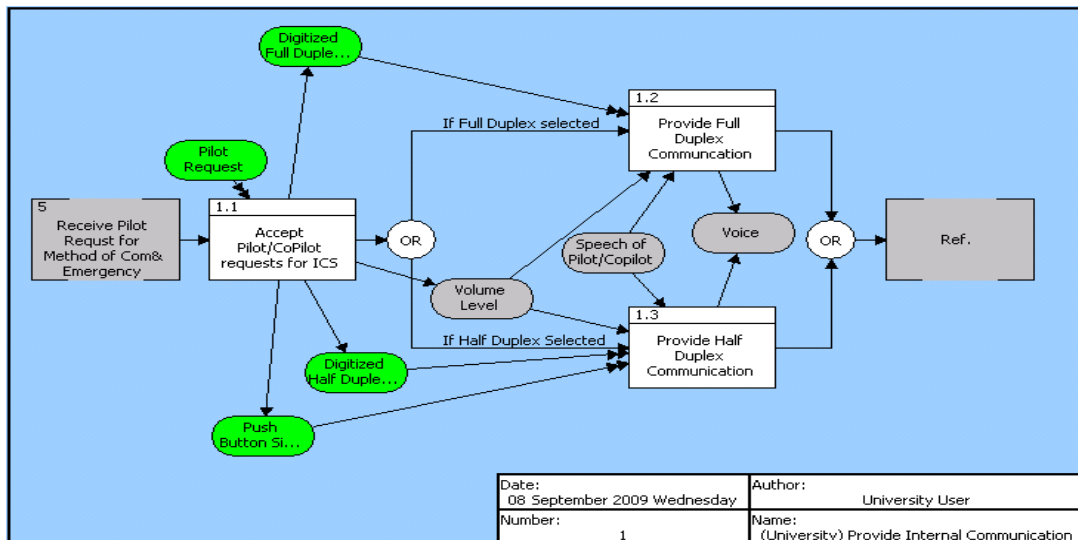 Digitized
Full Duple...
1.2
Provide Full
Duplex
Communcation
If Full Duplex selected
Pilot
Request
5
Receive Pilot
Requst for
Method of Com&
Emergency
1.1
Accept
Pilot/CoPilot
requests for ICS
OR
Speech of
Pilot/Copilot
Voice
OR
Ref.
Volume
Level
1.3
Provide Half
Duplex
Communication
If Half Duplex Selected
Digitized
Half Duple...
Push
Button Si...
Date:
08 September 2009 Wednesday
Author:
University User
Number:
1
Name:
(University) Provide Internal Communication